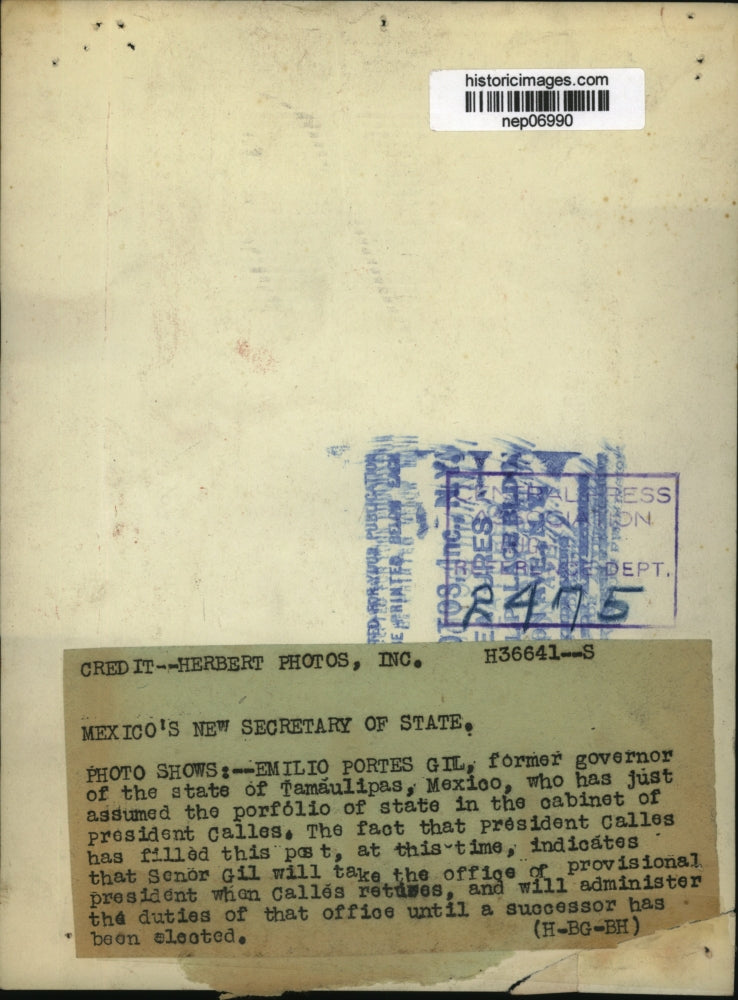 historicimages.com
nep06990
CENTRAL PRESS
ASSOCIATION
DEPT.
R475
CREDIT--HERBERT PHOTOS, INC. H36641--S
MEXICO'S NEW SECRETARY OF STATE.
PHOTO SHOWS:--EMILIO PORTES GIL, former governor
of the state of Tamaulipas, Mexico, who has just
assumed the porfolio of state in the cabinet of
president Calles. The fact that president Calles
has filled this post, at this time, indicates
that Senor Gil will take the office of provisional
president when Calles retires, and will administer
the duties of that office until a successor has
been elected. (H-BG-BH)